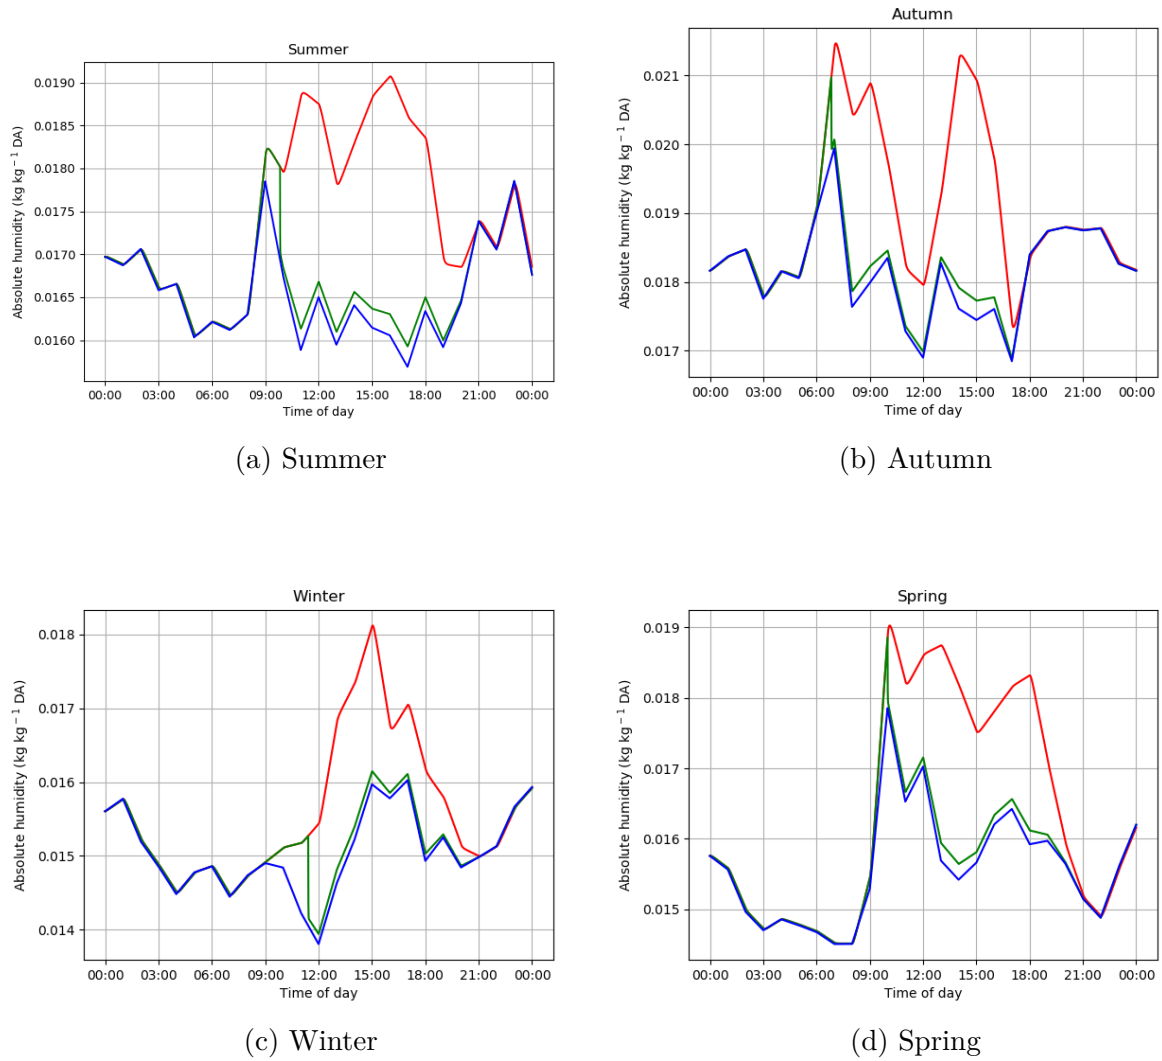 Summer
Absolute humidity (kg kg⁻¹ DA)
0.0190
0.0185
0.0180
0.0175
0.0170
0.0165
0.0160
00:00 03:00 06:00 09:00 12:00 15:00 18:00 21:00 00:00
Time of day
(a) Summer
Autumn
Absolute humidity (kg kg⁻¹ DA)
0.021
0.020
0.019
0.018
0.017
00:00 03:00 06:00 09:00 12:00 15:00 18:00 21:00 00:00
Time of day
(b) Autumn
Winter
Absolute humidity (kg kg⁻¹ DA)
0.018
0.017
0.016
0.015
0.014
00:00 03:00 06:00 09:00 12:00 15:00 18:00 21:00 00:00
Time of day
(c) Winter
Spring
Absolute humidity (kg kg⁻¹ DA)
0.019
0.018
0.017
0.016
0.015
00:00 03:00 06:00 09:00 12:00 15:00 18:00 21:00 00:00
Time of day
(d) Spring